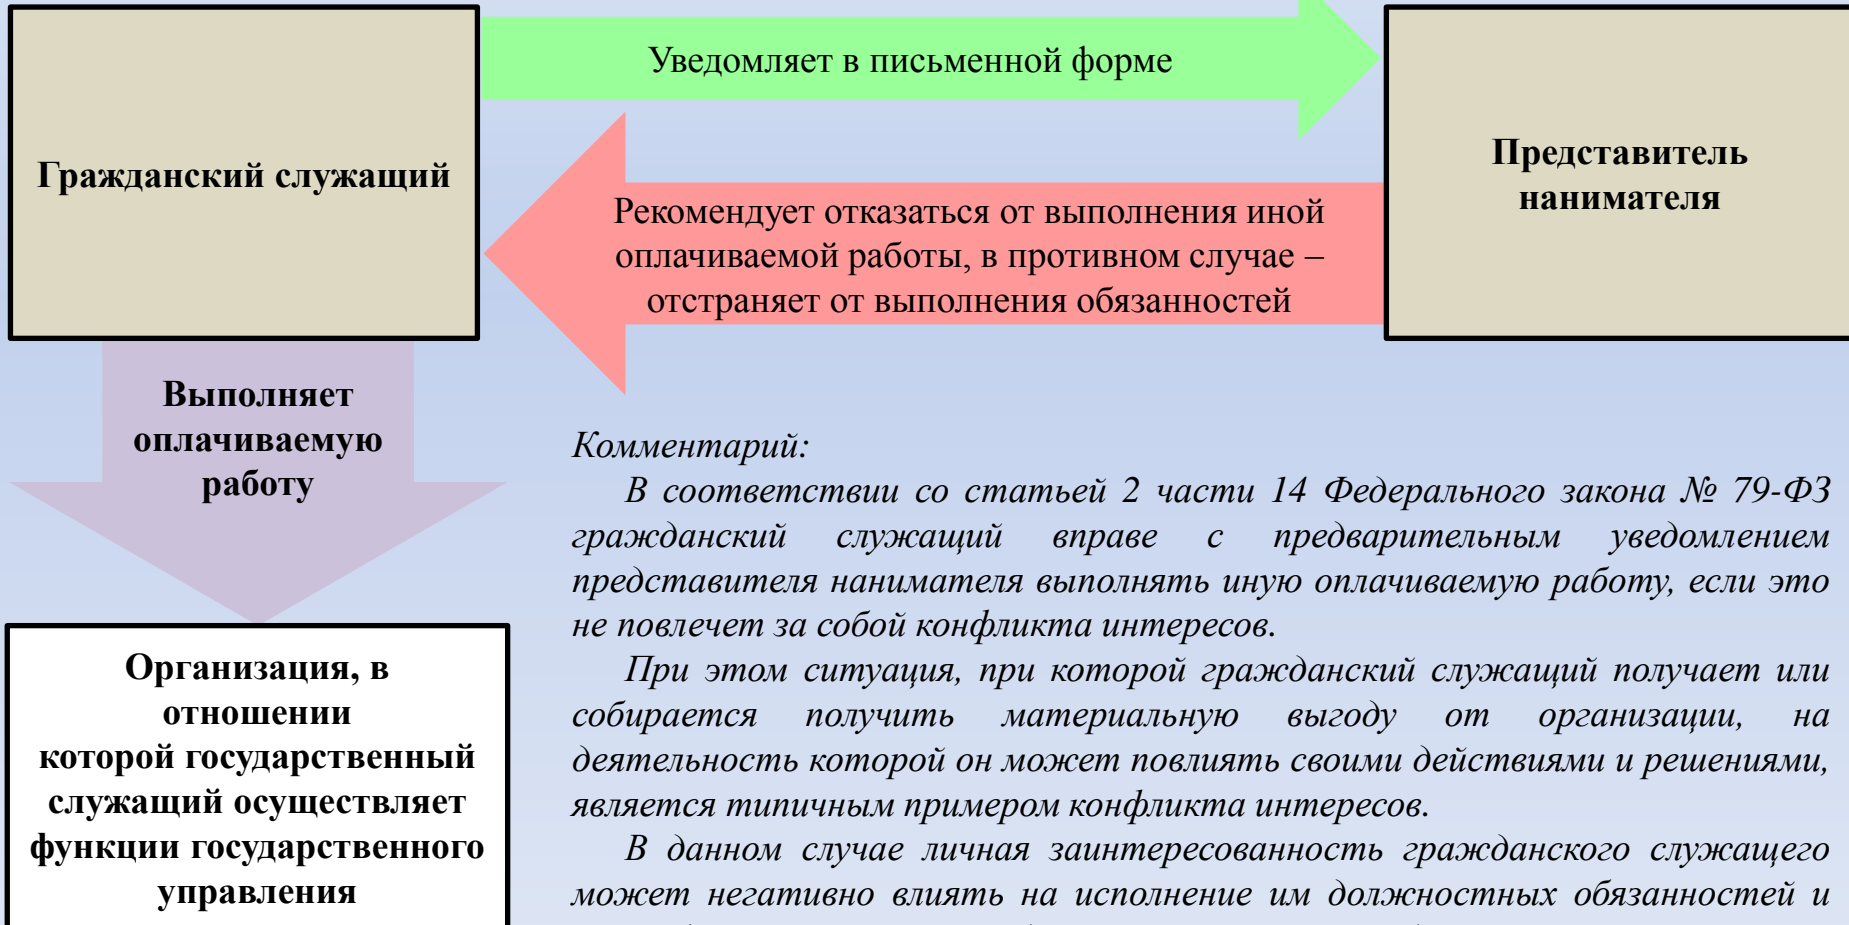 Уведомляет в письменной форме
Гражданский служащий
Представитель
нанимателя
Рекомендует отказаться от выполнения иной
оплачиваемой работы, в противном случае –
отстраняет от выполнения обязанностей
Выполняет
оплачиваемую
работу
Организация, в
отношении
которой государственный
служащий осуществляет
функции государственного
управления
Комментарий:
В соответствии со статьей 2 части 14 Федерального закона № 79-ФЗ
гражданский служащий вправе с предварительным уведомлением
представителя нанимателя выполнять иную оплачиваемую работу, если это
не повлечет за собой конфликта интересов.
При этом ситуация, при которой гражданский служащий получает или
собирается получить материальную выгоду от организации, на
деятельность которой он может повлиять своими действиями и решениями,
является типичным примером конфликта интересов.
В данном случае личная заинтересованность гражданского служащего
может негативно влиять на исполнение им должностных обязанностей и